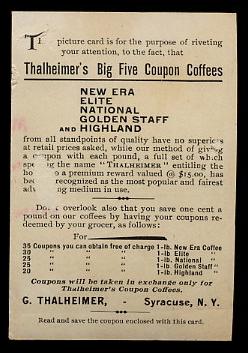 picture card is for the purpose of riveting
your attention, to the fact, that
Thalheimer's Big Five Coupon Coffees
NEW ERA
ELITE
NATIONAL
GOLDEN STAFF
AND HIGHLAND
from all standpoints of quality have no superiors
at retail prices asked, while our method of giving
a coupon with each pound, a full set of which
spelling the name "THALHEIMER" entitling the
to a premium reward valued @ $15.00, has
recognized as the most popular and fairest
medium in use.
Don't overlook also that you save one cent a
pound on our coffees by having your coupons re-
deemed by your grocer, as follows:
For
35 Coupons you can obtain free of charge 1-lb. New Era Coffee
30 " " " " " 1-lb Elite "
25 " " " " " 1-lb. National "
25 " " " " " 1-lb. Golden Staff "
20 " " " " " 1-lb. Highland "
Coupons will be taken in exchange only for
Thalheimer's Coupon Coffees.
G. THALHEIMER, - Syracuse, N. Y.
Read and save the coupon enclosed with this card.